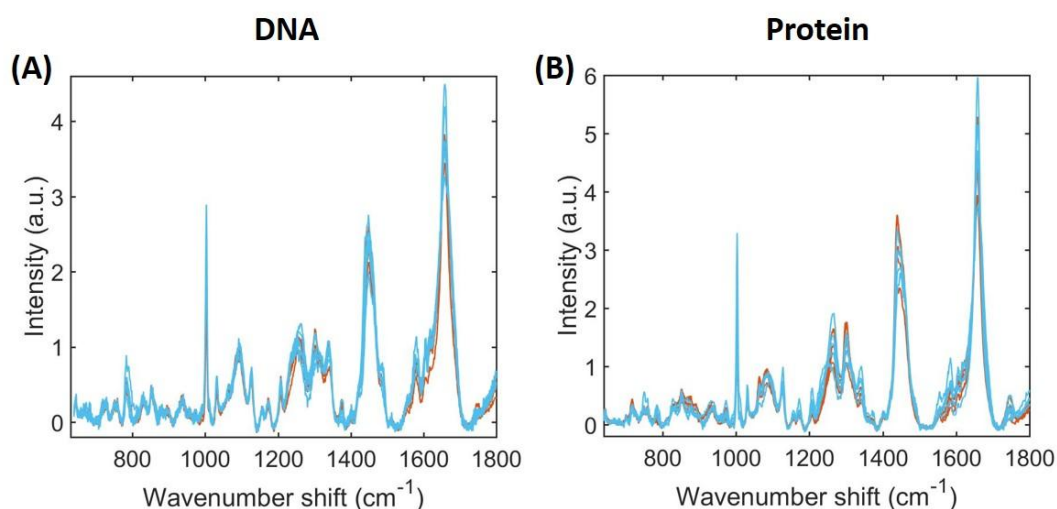 DNA
Protein
(A)
(B)
4
3
2
1
0
Intensity (a.u.)
800 1000 1200 1400 1600 1800
Wavenumber shift (cm⁻¹)
6
5
4
3
2
1
0
Intensity (a.u.)
800 1000 1200 1400 1600 1800
Wavenumber shift (cm⁻¹)